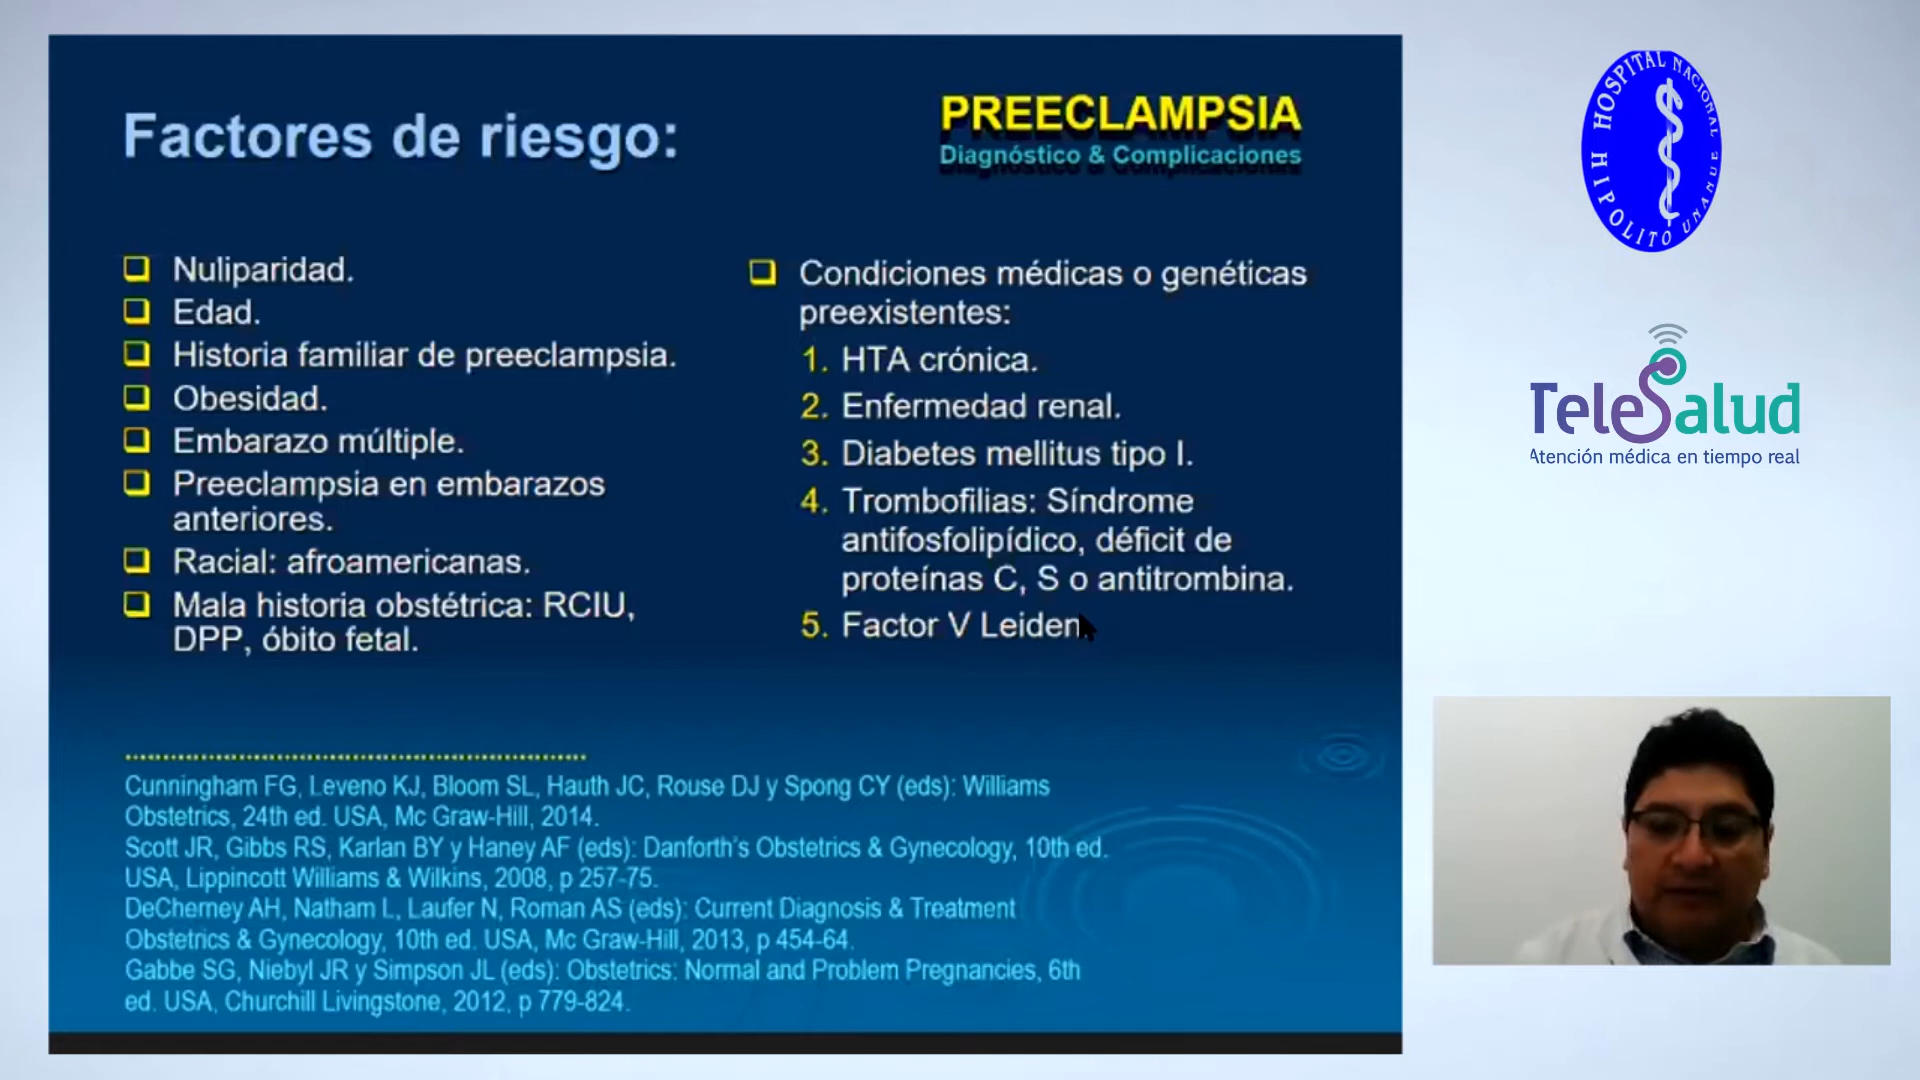 Factores de riesgo:
PREECLAMPSIA
Diagnóstico & Complicaciones
Nuliparidad.
Edad.
Historia familiar de preeclampsia.
Obesidad.
Embarazo múltiple.
Preeclampsia en embarazos
anteriores.
Racial: afroamericanas.
Mala historia obstétrica: RCIU,
DPP, óbito fetal.
Condiciones médicas o genéticas
preexistentes:
1. HTA crónica.
2. Enfermedad renal.
3. Diabetes mellitus tipo I.
4. Trombofilias: Síndrome
antifosfolipídico, déficit de
proteínas C, S o antitrombina.
5. Factor V Leiden
Cunningham FG, Leveno KJ, Bloom SL, Hauth JC, Rouse DJ y Spong CY (eds): Williams
Obstetrics, 24th ed. USA, Mc Graw-Hill, 2014.
Scott JR, Gibbs RS, Karlan BY y Haney AF (eds): Danforth's Obstetrics & Gynecology, 10th ed.
USA, Lippincott Williams & Wilkins, 2008, p 257-75.
DeCherney AH, Natham L, Laufer N, Roman AS (eds): Current Diagnosis & Treatment
Obstetrics & Gynecology, 10th ed. USA, Mc Graw-Hill, 2013, p 454-64.
Gabbe SG, Niebyl JR y Simpson JL (eds): Obstetrics: Normal and Problem Pregnancies, 6th
ed. USA, Churchill Livingstone, 2012, p 779-824.
HOSPITAL NACIONAL
HIPOLITO UNANUE
TeleSalud
Atención médica en tiempo real